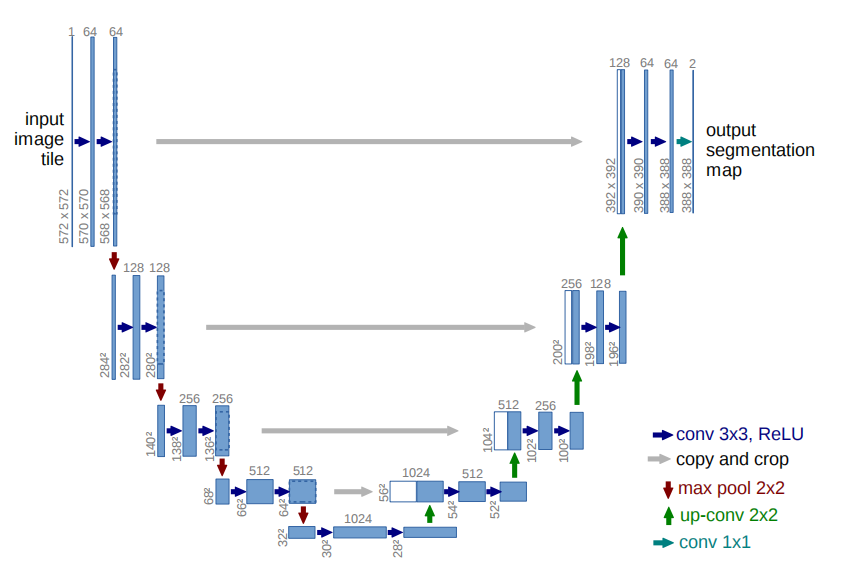 1 64 64
128 64 64 2
input
image
tile
output
segmentation
map
572 x 572
570 x 570
568 x 568
392 x 392
390 x 390
388 x 388
388 x 388
128 128
256 128
284²
282²
280²
200²
198²
196²
256 256
512 256
140²
138²
136²
104²
102²
100²
512 512
1024 512
68²
66²
64²
56²
54²
52²
1024
32²
30²
28²
conv 3x3, ReLU
copy and crop
max pool 2x2
up-conv 2x2
conv 1x1